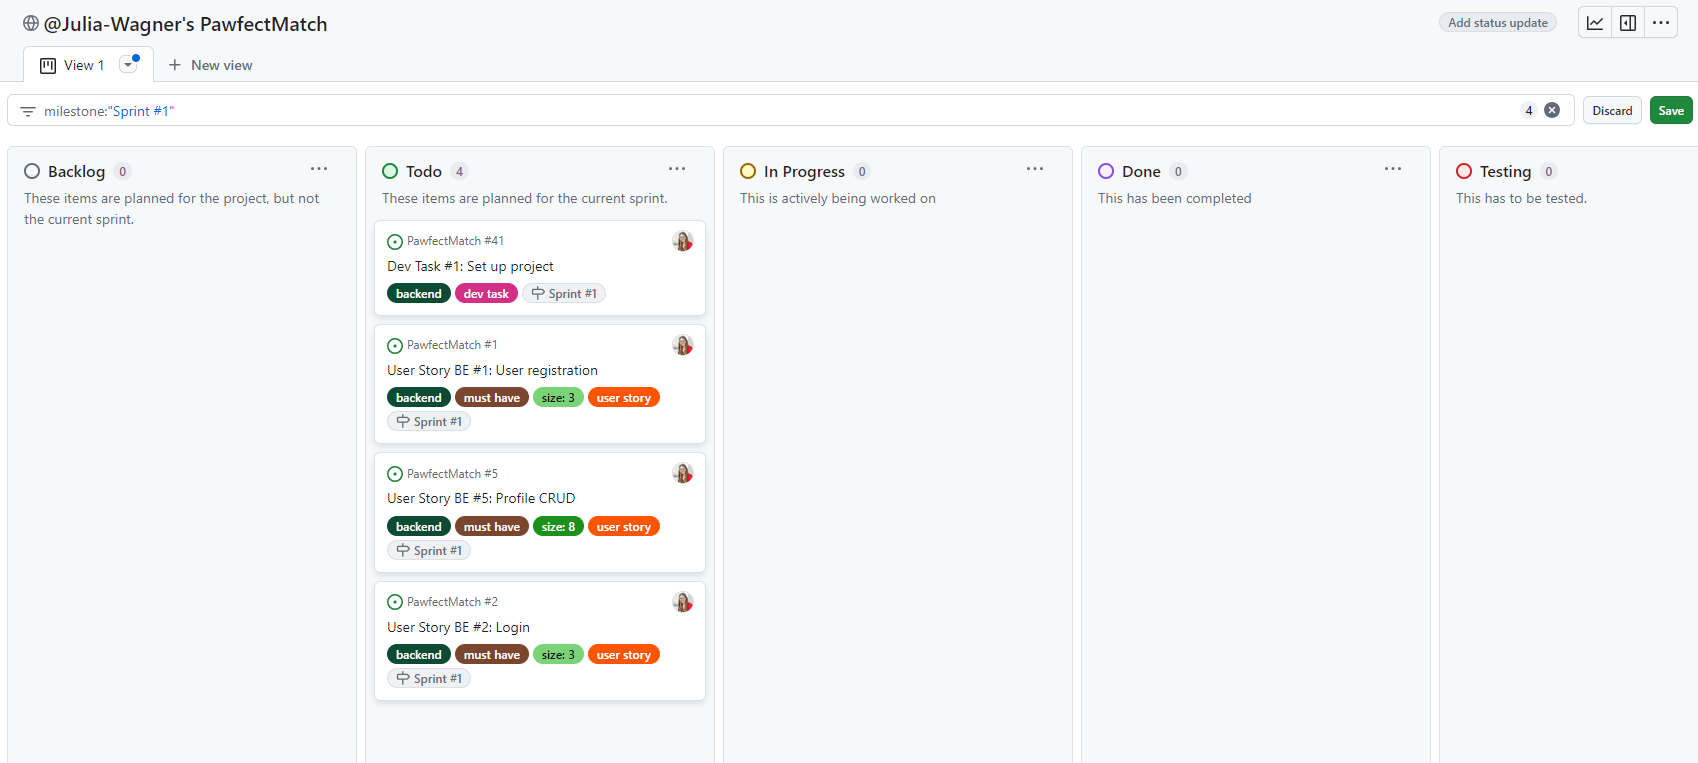 @Julia-Wagner's PawfectMatch
Add status update
View 1
New view
milestone:"Sprint #1"
4
Discard
Save
Backlog 0
These items are planned for the project, but not
the current sprint.
Todo 4
These items are planned for the current sprint.
PawfectMatch #41
Dev Task #1: Set up project
backend dev task Sprint #1
PawfectMatch #1
User Story BE #1: User registration
backend must have size: 3 user story
Sprint #1
PawfectMatch #5
User Story BE #5: Profile CRUD
backend must have size: 8 user story
Sprint #1
PawfectMatch #2
User Story BE #2: Login
backend must have size: 3 user story
Sprint #1
In Progress 0
This is actively being worked on
Done 0
This has been completed
Testing 0
This has to be tested.